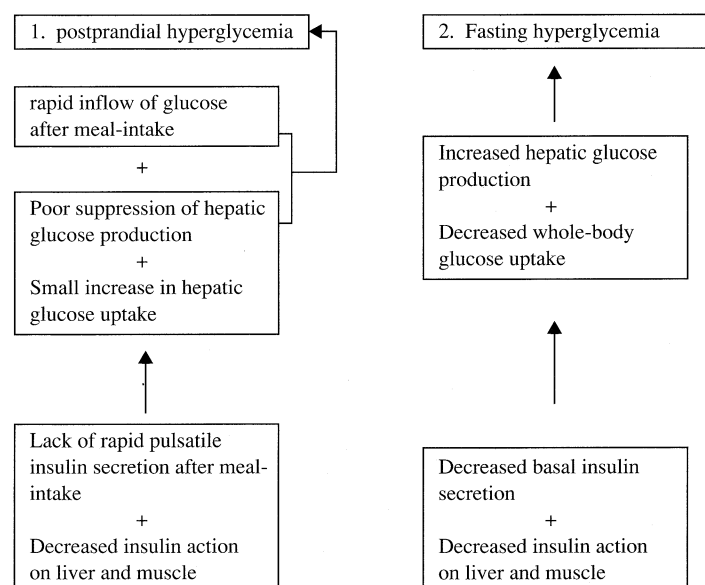 1. postprandial hyperglycemia
rapid inflow of glucose
after meal-intake
+
Poor suppression of hepatic
glucose production
+
Small increase in hepatic
glucose uptake
Lack of rapid pulsatile
insulin secretion after meal-
intake
+
Decreased insulin action
on liver and muscle
2. Fasting hyperglycemia
Increased hepatic glucose
production
+
Decreased whole-body
glucose uptake
Decreased basal insulin
secretion
+
Decreased insulin action
on liver and muscle